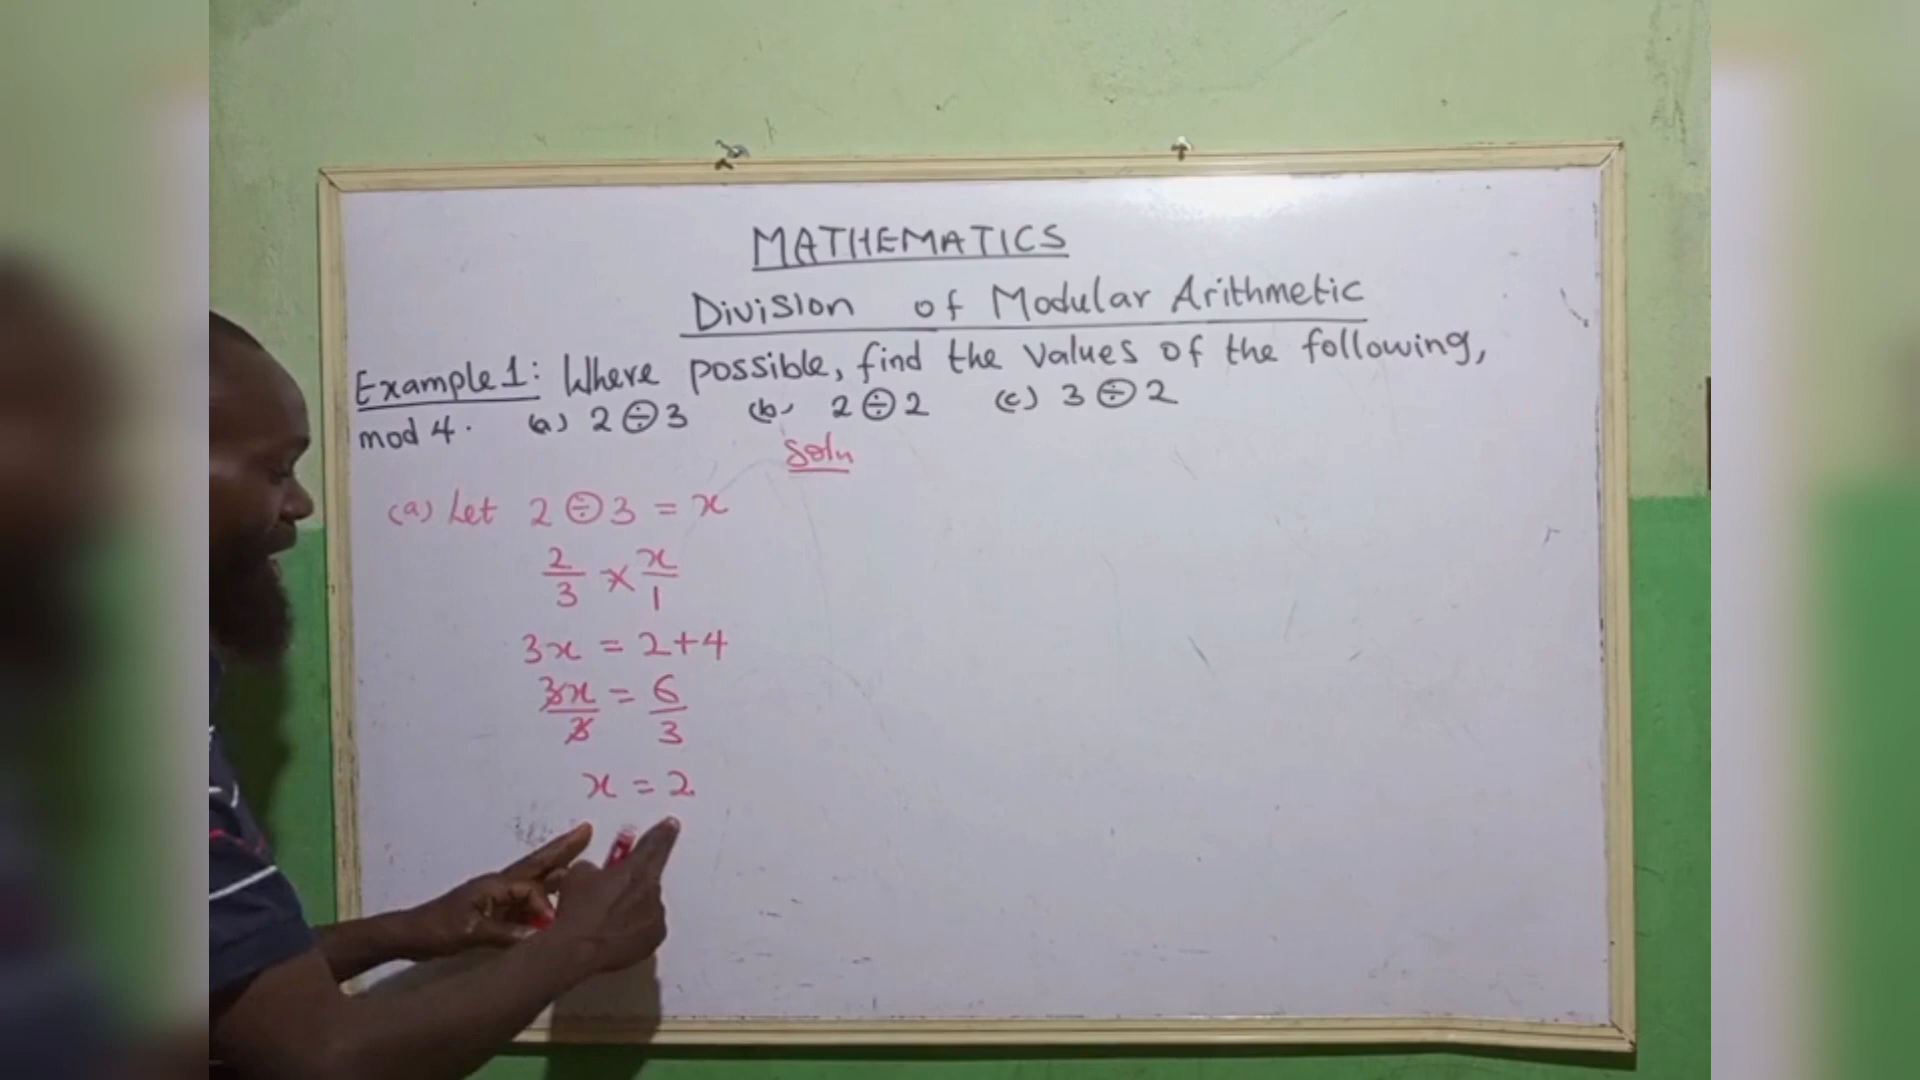 MATHEMATICS
Division of Modular Arithmetic
Example 1: Where possible, find the values of the following,
mod 4. (a) 2 ⊕ 3 (b) 2 ⊕ 2 (c) 3 ⊕ 2
Soln
(a) Let 2 ⨸ 3 = x
2/3 × x/1
3x = 2+4
3x/3 = 6/3
x = 2